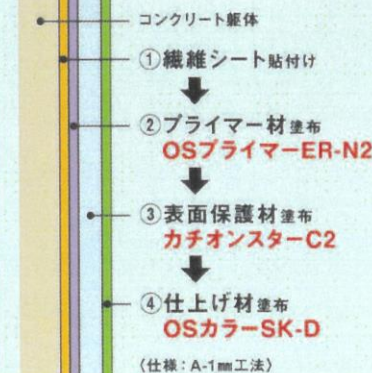 コンクリート躯体
①繊維シート貼付け
②プライマー材塗布
OSプライマーER-N2
③表面保護材塗布
カチオンスターC2
④仕上げ材塗布
OSカラーSK-D
〈仕様：A-1㎜工法〉